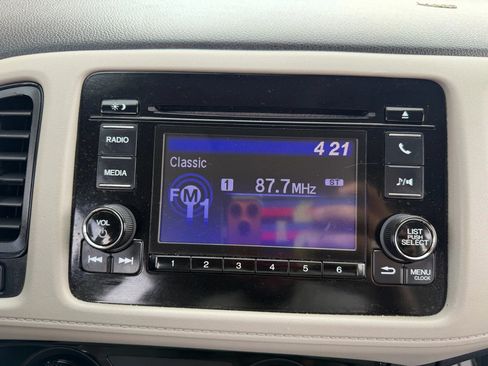 4 21
RADIO
Classic
MEDIA
FM 1
1 87.7MHz ST
VOL
LIST
PUSH
SELECT
1 2 3 4 5 6
MENU
CLOCK